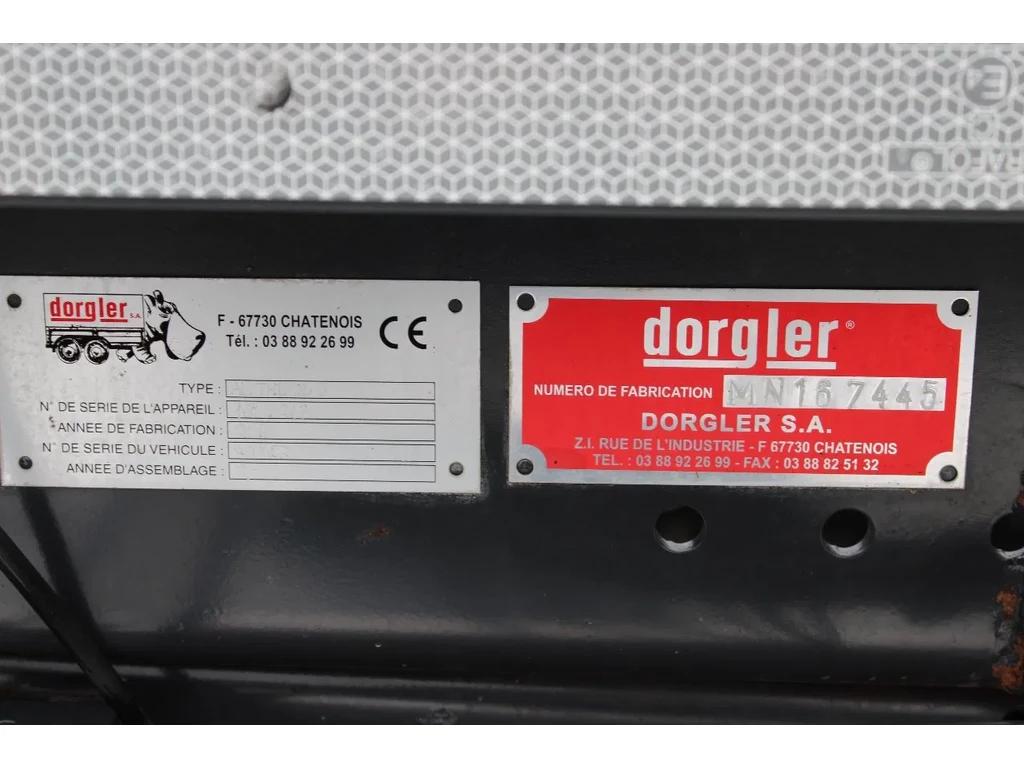 dorgler S.A.
F - 67730 CHATENOIS
Tél. : 03 88 92 26 99
CE
TYPE :
N° DE SERIE DE L'APPAREIL :
ANNEE DE FABRICATION :
N° DE SERIE DU VEHICULE :
ANNEE D'ASSEMBLAGE :
dorgler®
NUMERO DE FABRICATION MN167445
DORGLER S.A.
Z.I. RUE DE L'INDUSTRIE - F 67730 CHATENOIS
TEL. : 03 88 92 26 99 - FAX : 03 88 82 51 32